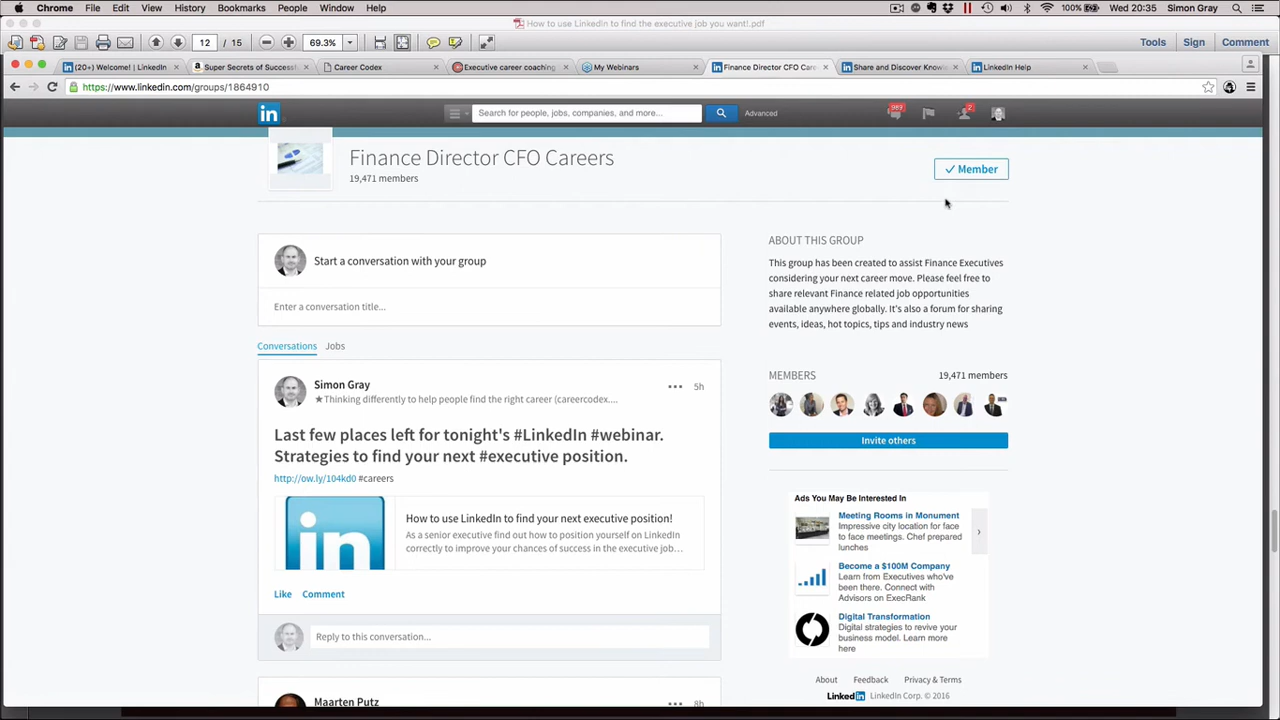 Chrome File Edit View History Bookmarks People Window Help 100% Wed 20:35 Simon Gray
How to use LinkedIn to find the executive job you want!.pdf
12 / 15 69.3% Tools Sign Comment
(20+) Welcome! | LinkedIn Super Secrets of Success Career Codex Executive career coaching My Webinars Finance Director CFO Care Share and Discover Knowle LinkedIn Help
https://www.linkedin.com/groups/1864910
in Search for people, jobs, companies, and more... Advanced 989 2
Finance Director CFO Careers
19,471 members
Member
Start a conversation with your group
Enter a conversation title...
Conversations Jobs
Simon Gray 5h
★Thinking differently to help people find the right career (careercodex....
Last few places left for tonight's #LinkedIn #webinar.
Strategies to find your next #executive position.
http://ow.ly/104kd0 #careers
in
How to use LinkedIn to find your next executive position!
As a senior executive find out how to position yourself on LinkedIn
correctly to improve your chances of success in the executive job…
Like Comment
Reply to this conversation...
Maarten Putz 8h
ABOUT THIS GROUP
This group has been created to assist Finance Executives
considering your next career move. Please feel free to
share relevant Finance related job opportunities
available anywhere globally. It's also a forum for sharing
events, ideas, hot topics, tips and industry news
MEMBERS 19,471 members
Invite others
Ads You May Be Interested In
Meeting Rooms in Monument
Impressive city location for face
to face meetings. Chef prepared
lunches
Become a $100M Company
Learn from Executives who've
been there. Connect with
Advisors on ExecRank
Digital Transformation
Digital strategies to revive your
business model. Learn more
here
About Feedback Privacy & Terms
LinkedIn LinkedIn Corp. © 2016